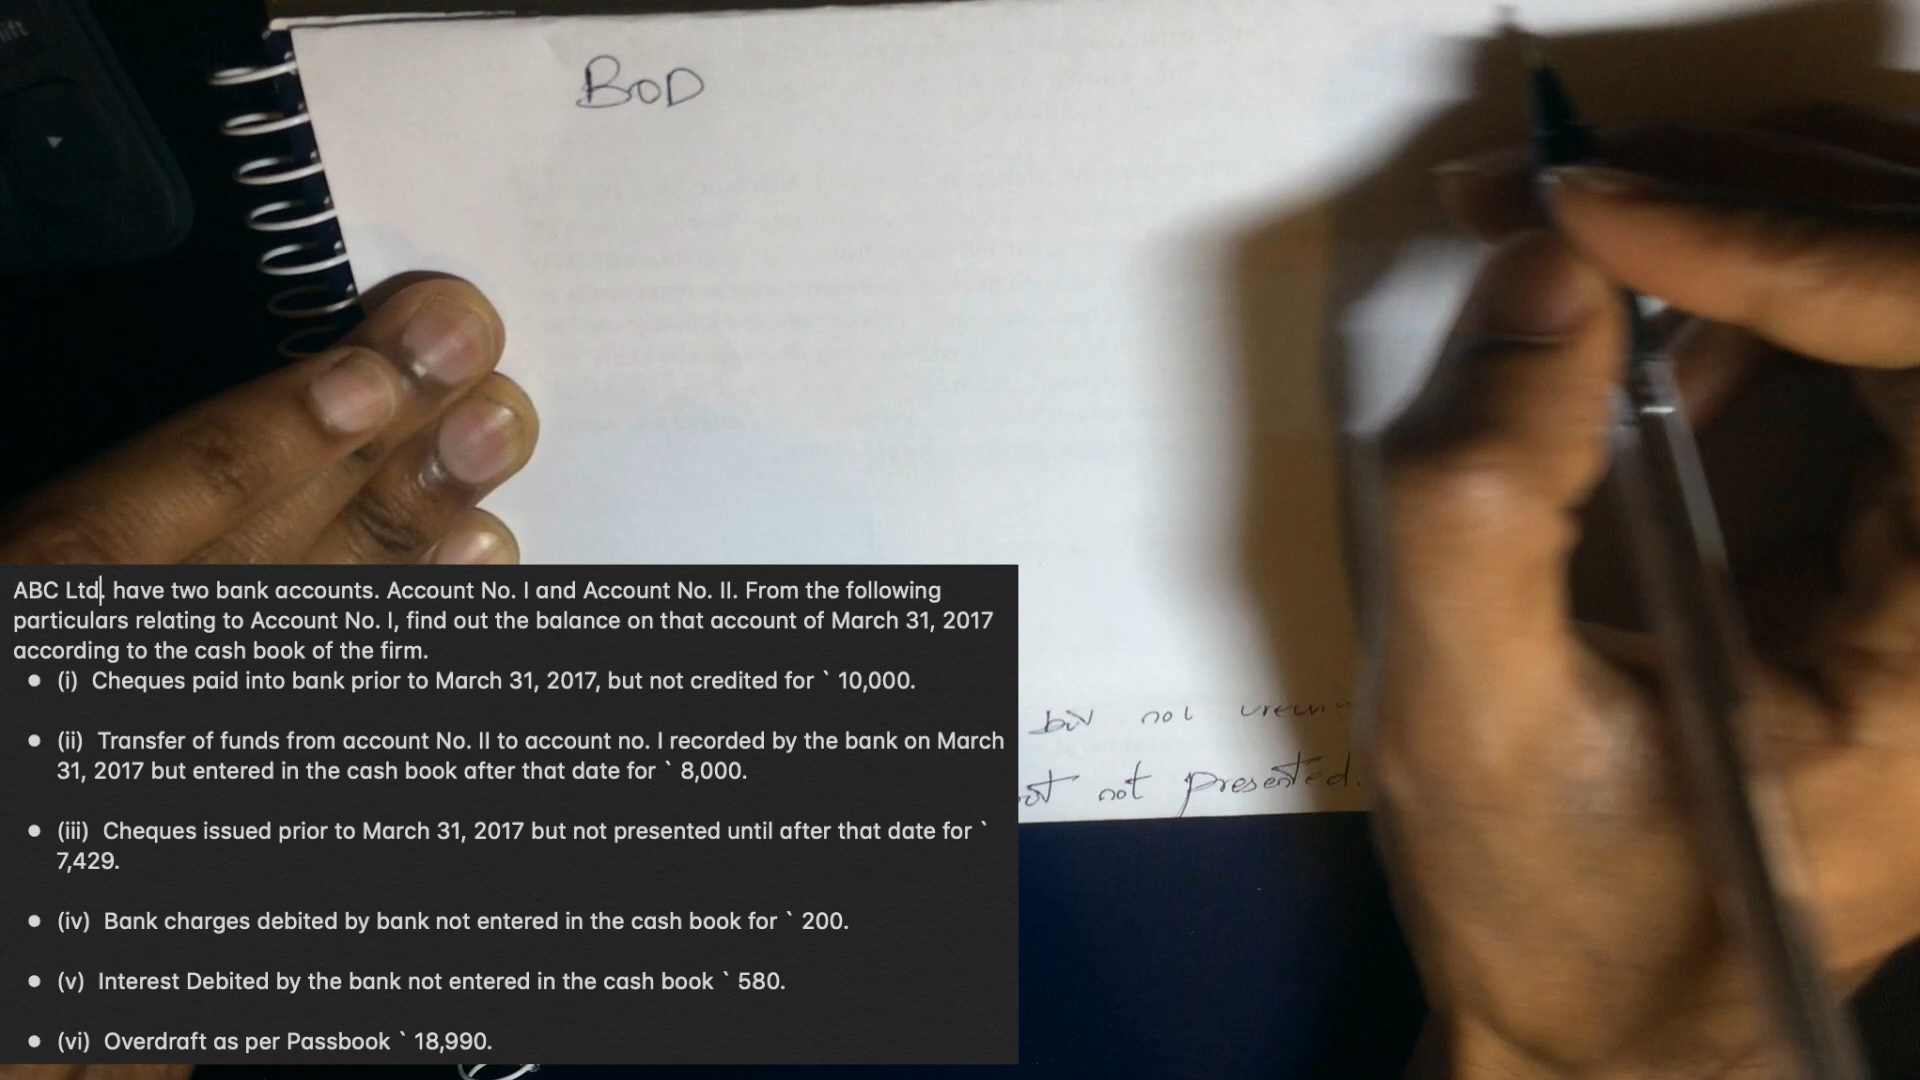 BOD
ABC Ltd. have two bank accounts. Account No. I and Account No. II. From the following
particulars relating to Account No. I, find out the balance on that account of March 31, 2017
according to the cash book of the firm.
• (i) Cheques paid into bank prior to March 31, 2017, but not credited for ` 10,000.
• (ii) Transfer of funds from account No. II to account no. I recorded by the bank on March
31, 2017 but entered in the cash book after that date for ` 8,000.
not
not presented.
• (iii) Cheques issued prior to March 31, 2017 but not presented until after that date for `
7,429.
• (iv) Bank charges debited by bank not entered in the cash book for ` 200.
• (v) Interest Debited by the bank not entered in the cash book ` 580.
• (vi) Overdraft as per Passbook ` 18,990.